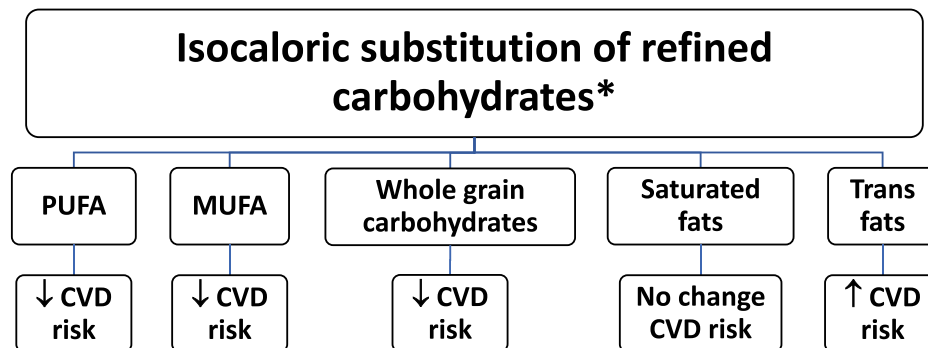 Isocaloric substitution of refined
carbohydrates*
PUFA
MUFA
Whole grain
carbohydrates
Saturated
fats
Trans
fats
↓ CVD
risk
↓ CVD
risk
↓ CVD
risk
No change
CVD risk
↑ CVD
risk